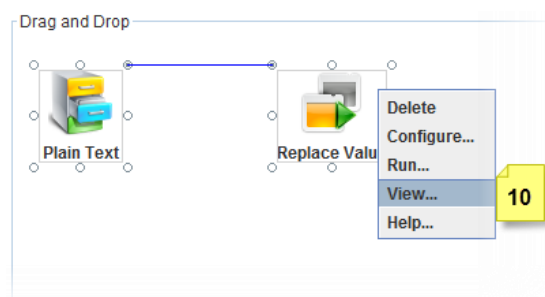 Drag and Drop
Plain Text
Replace Valu
Delete
Configure...
Run...
View...
Help...
10